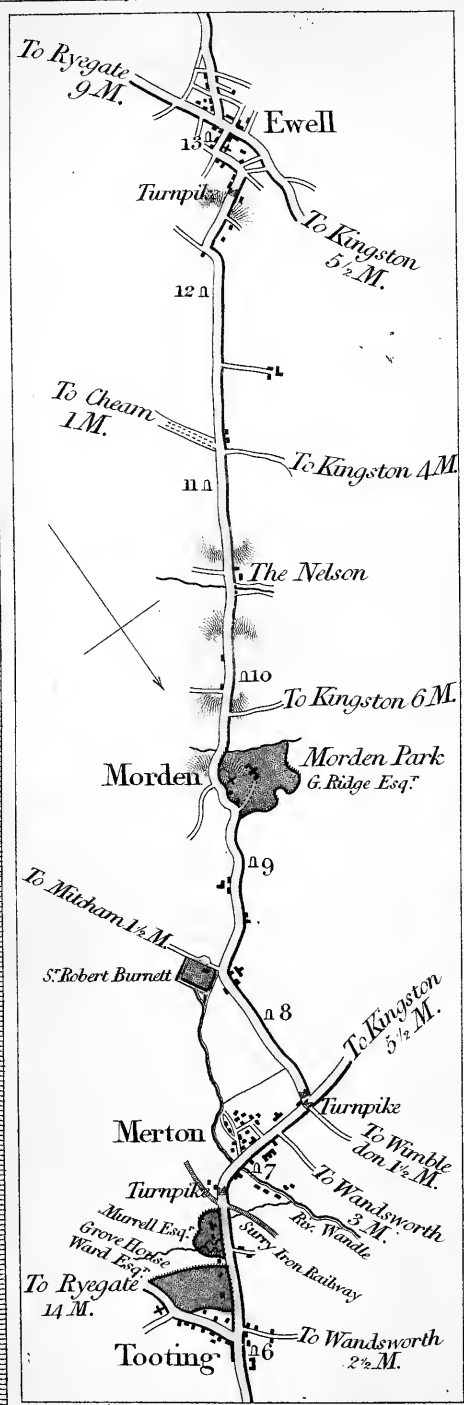 To Ryegate
9 M.
Ewell
13
Turnpike
To Kingston
5½ M.
12
To Cheam
1 M.
To Kingston 4 M.
11
The Nelson
10
To Kingston 6 M.
Morden
Morden Park
G. Ridge Esqr.
9
To Mitcham 1½ M.
Sr. Robert Burnett
8
To Kingston
5½ M.
Turnpike
Merton
To Wimble
don 1½ M.
7
To Wandsworth
3 M.
Turnpike
Riv. Wandle
Surry Iron Railway
Murrell Esqr.
Grove House
Ward Esqr.
To Ryegate
14 M.
Tooting
6
To Wandsworth
2½ M.